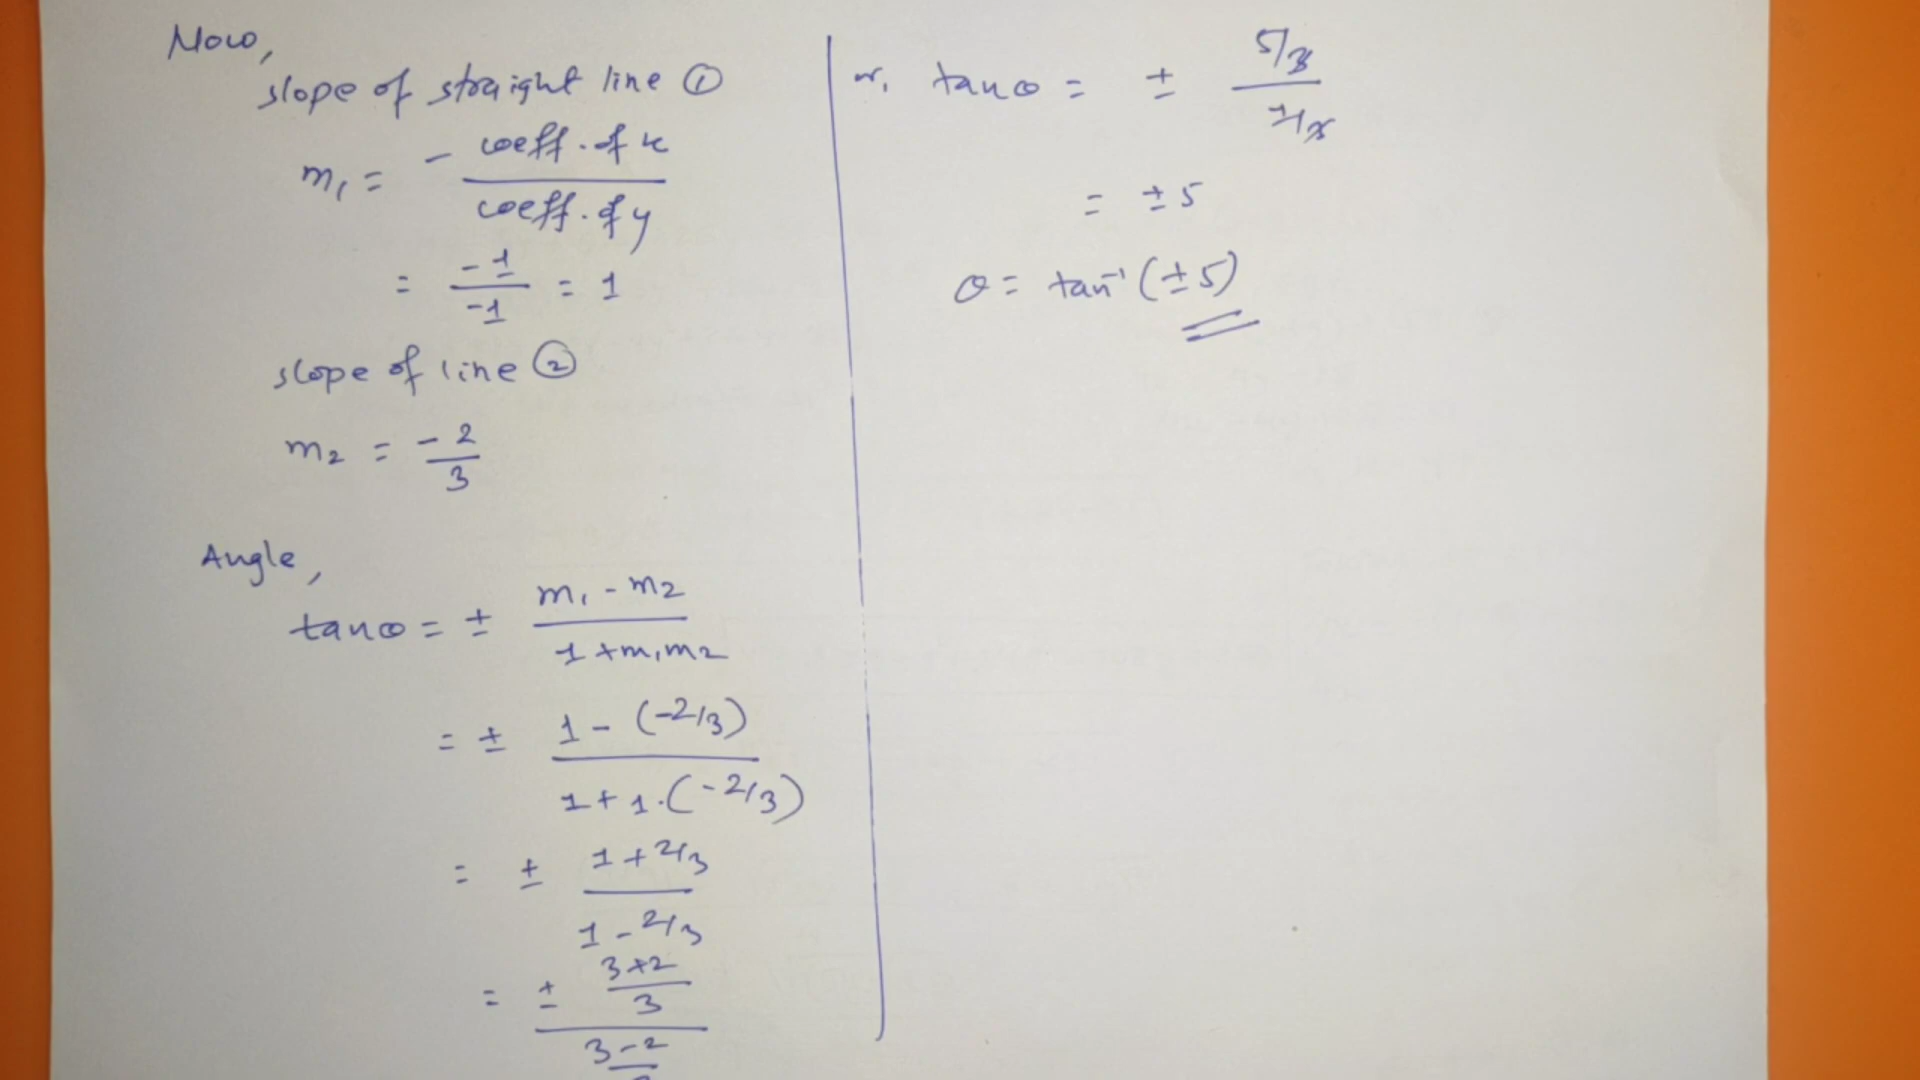 Now,
slope of straight line ①
m₁ = - coeff. of x / coeff. of y
= -1 / -1 = 1
slope of line ②
m₂ = -2 / 3
Angle,
tanθ = ± m₁ - m₂ / 1 + m₁m₂
= ± 1 - (-2/3) / 1 + 1.(-2/3)
= ± 1 + 2/3 / 1 - 2/3
= ± 3+2 / 3 / 3-2
or, tanθ = ± 5/3 / 1/3
= ±5
θ = tan⁻¹ (±5)